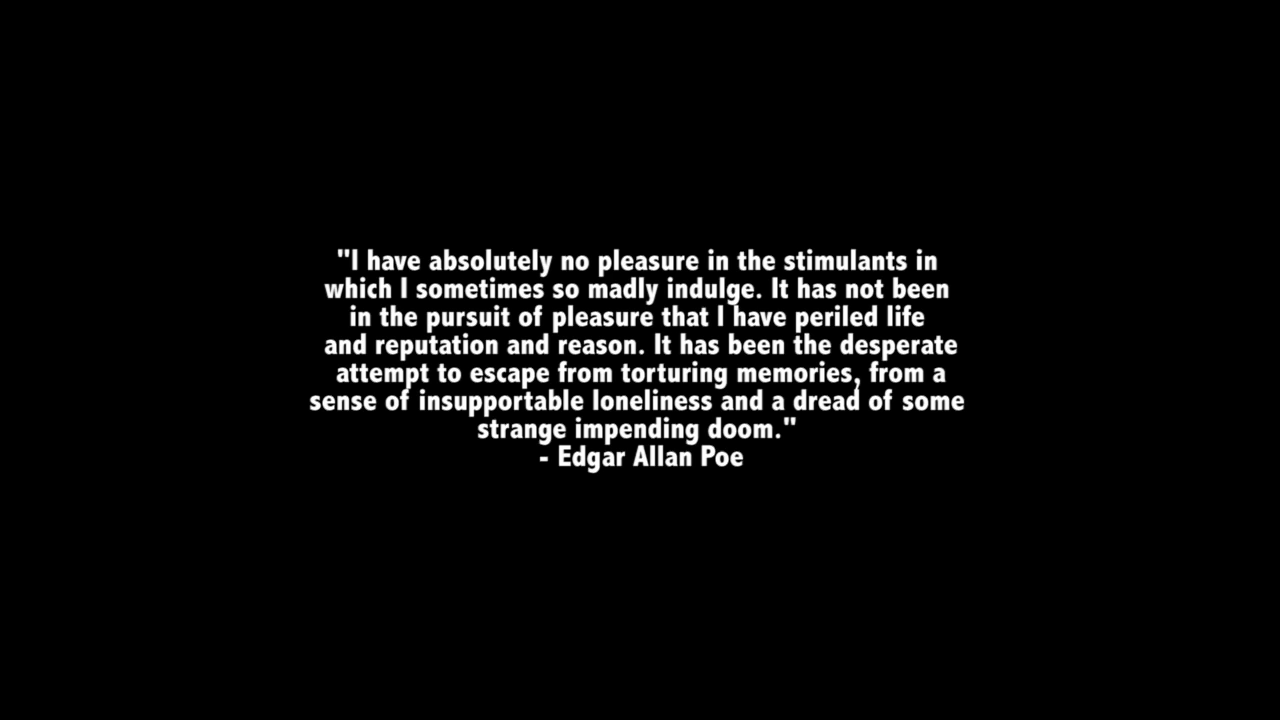 "I have absolutely no pleasure in the stimulants in
which I sometimes so madly indulge. It has not been
in the pursuit of pleasure that I have periled life
and reputation and reason. It has been the desperate
attempt to escape from torturing memories, from a
sense of insupportable loneliness and a dread of some
strange impending doom."
- Edgar Allan Poe